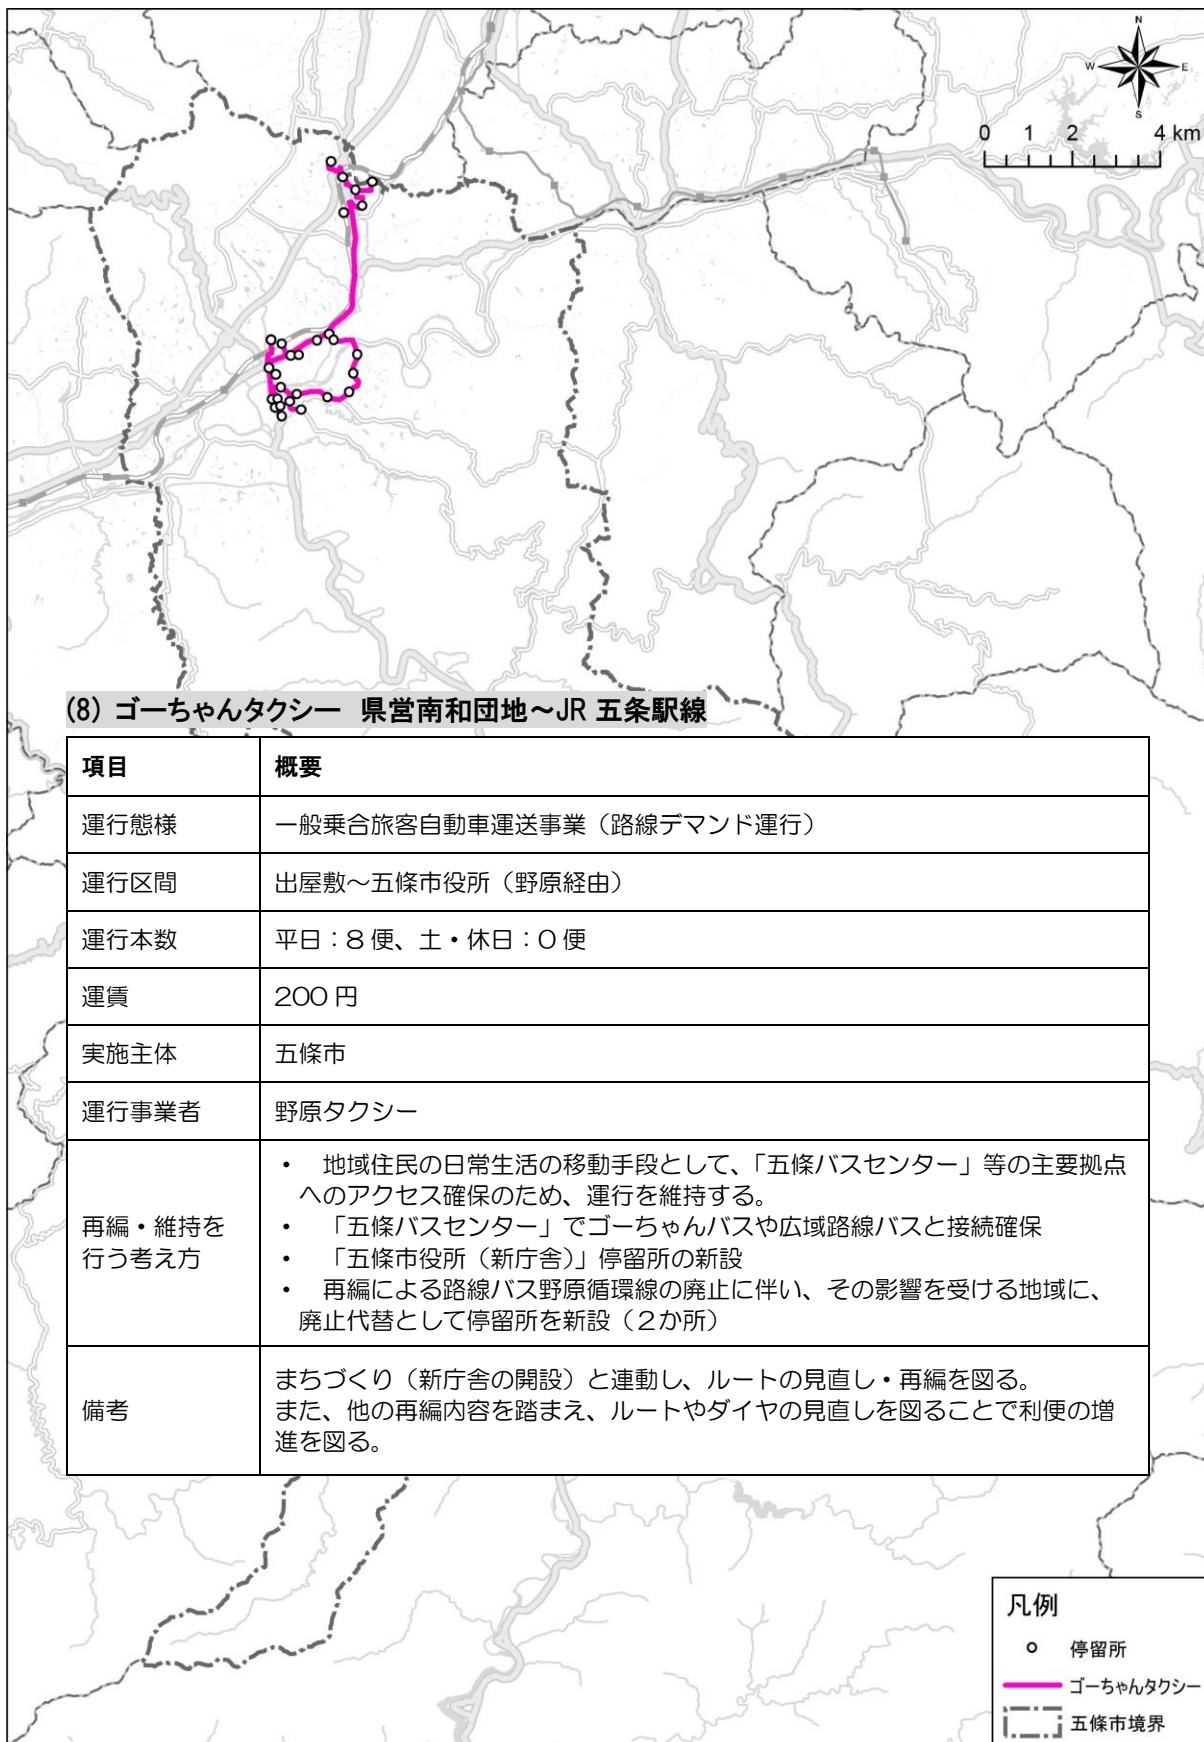 N
W
E
S
0 1 2 4 km
(8) ゴーちゃんタクシー 県営南和団地～JR 五条駅線
項目 概要
運行態様 一般乗合旅客自動車運送事業（路線デマンド運行）
運行区間 出屋敷～五條市役所（野原経由）
運行本数 平日：８便、土・休日：０便
運賃 200 円
実施主体 五條市
運行事業者 野原タクシー
再編・維持を
行う考え方
• 地域住民の日常生活の移動手段として、「五條バスセンター」等の主要拠点
へのアクセス確保のため、運行を維持する。
• 「五條バスセンター」でゴーちゃんバスや広域路線バスと接続確保
• 「五條市役所（新庁舎）」停留所の新設
• 再編による路線バス野原循環線の廃止に伴い、その影響を受ける地域に、
廃止代替として停留所を新設（２か所）
備考
まちづくり（新庁舎の開設）と連動し、ルートの見直し・再編を図る。
また、他の再編内容を踏まえ、ルートやダイヤの見直しを図ることで利便の増
進を図る。
凡例
停留所
ゴーちゃんタクシー
五條市境界